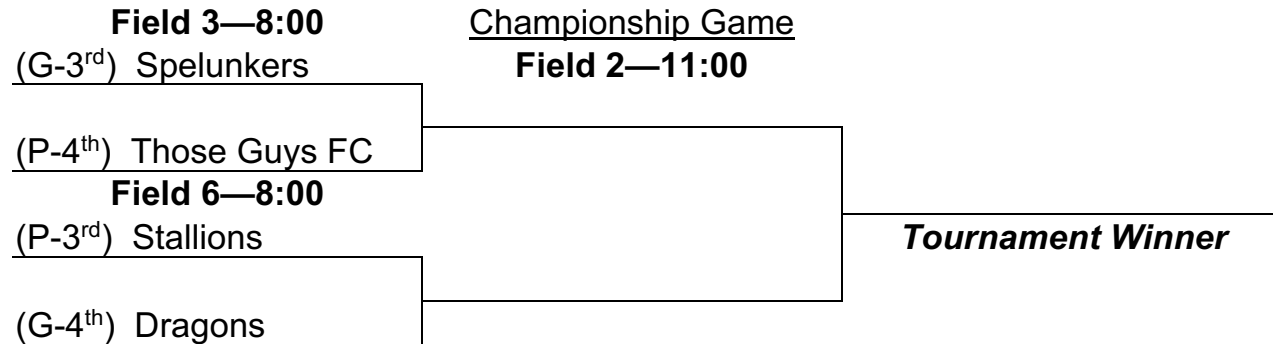 Field 3—8:00 Championship Game
(G-3rd) Spelunkers Field 2—11:00
(P-4th) Those Guys FC
Field 6—8:00
(P-3rd) Stallions Tournament Winner
(G-4th) Dragons